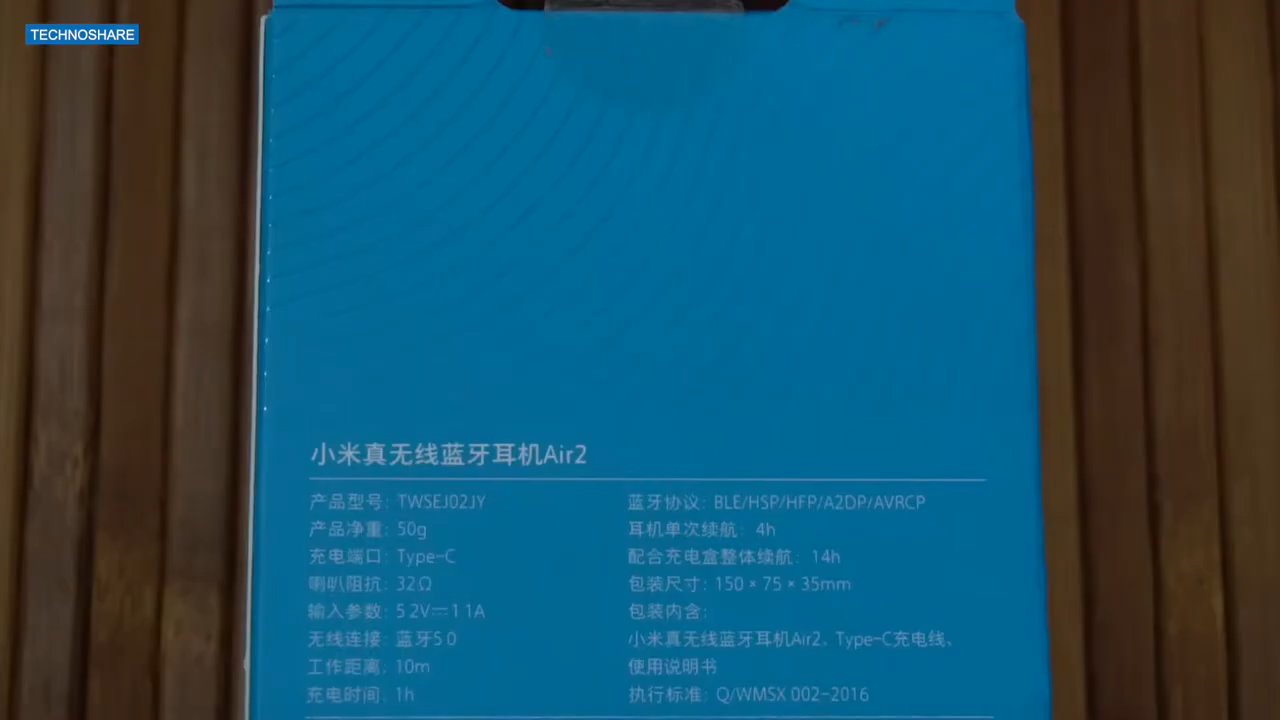 TECHNOSHARE
小米真无线蓝牙耳机Air2
产品型号: TWSEJ02JY
产品净重: 50g
充电端口: Type-C
喇叭阻抗: 32Ω
输入参数: 5.2V⎓1.1A
无线连接: 蓝牙5.0
工作距离: 10m
充电时间: 1h
蓝牙协议: BLE/HSP/HFP/A2DP/AVRCP
耳机单次续航: 4h
配合充电盒整体续航: 14h
包装尺寸: 150×75×35mm
包装内含:
小米真无线蓝牙耳机Air2、Type-C充电线、
使用说明书
执行标准: Q/WMSX 002-2016